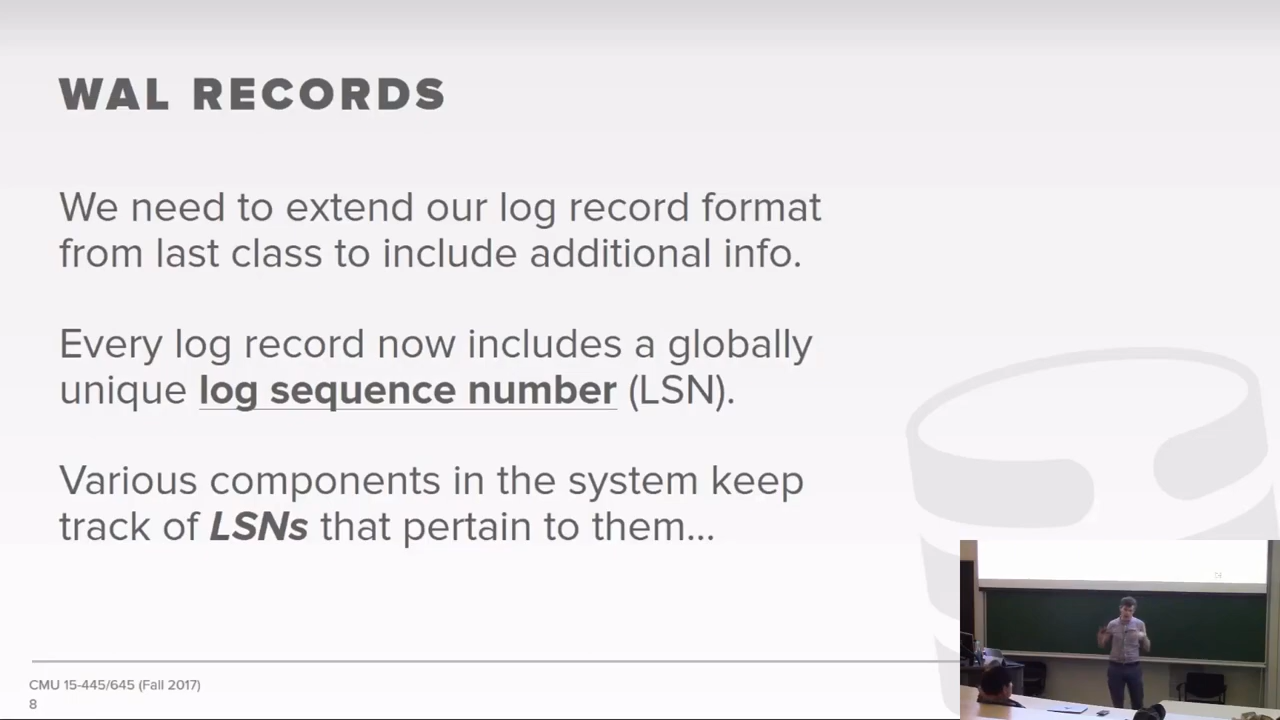 WAL RECORDS
We need to extend our log record format
from last class to include additional info.
Every log record now includes a globally
unique log sequence number (LSN).
Various components in the system keep
track of LSNs that pertain to them...
CMU 15-445/645 (Fall 2017)
8